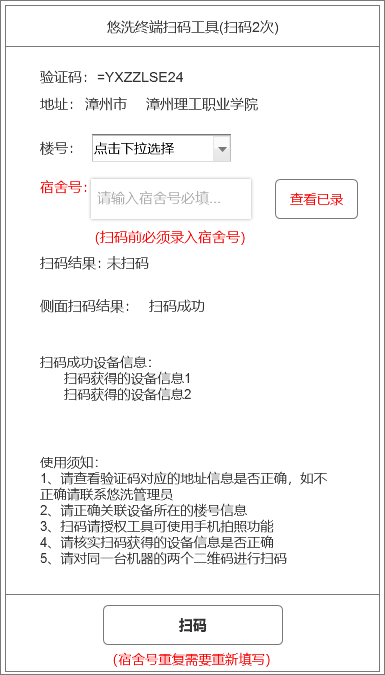 悠洗终端扫码工具(扫码2次)
验证码：=YXZZLSE24
地址： 漳州市 漳州理工职业学院
楼号： 点击下拉选择
宿舍号： 请输入宿舍号必填... 查看已录
(扫码前必须录入宿舍号)
扫码结果：未扫码
侧面扫码结果： 扫码成功
扫码成功设备信息：
扫码获得的设备信息1
扫码获得的设备信息2
使用须知：
1、请查看验证码对应的地址信息是否正确，如不
正确请联系悠洗管理员
2、请正确关联设备所在的楼号信息
3、扫码请授权工具可使用手机拍照功能
4、请核实扫码获得的设备信息是否正确
5、请对同一台机器的两个二维码进行扫码
扫码
(宿舍号重复需要重新填写)